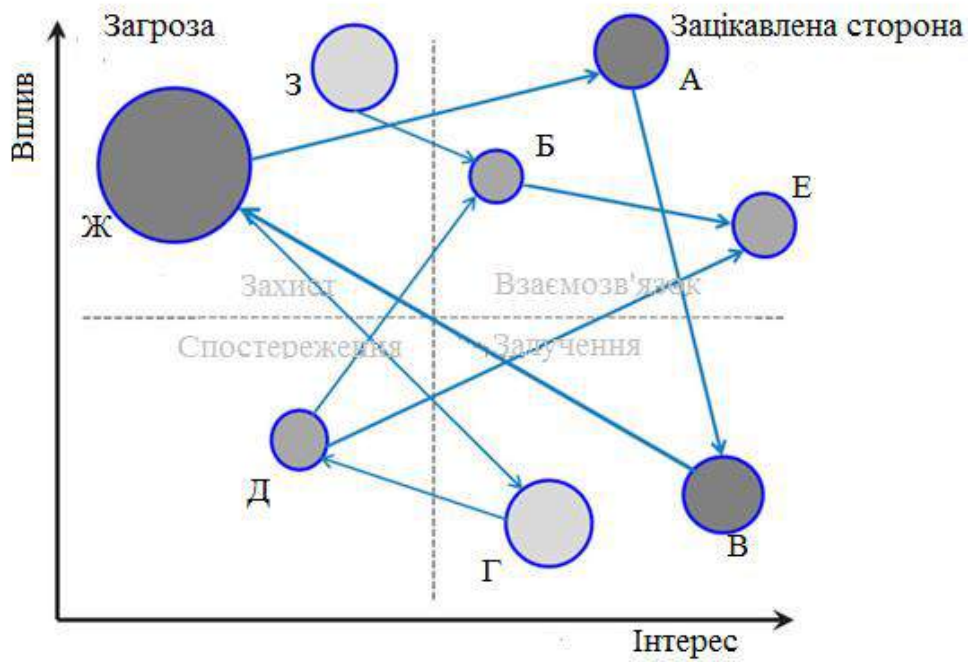 Загроза
Зацікавлена сторона
З
А
Вплив
Б
Е
Ж
Захист
Взаємозв'язок
Спостереження
Залучення
Д
Г
В
Інтерес